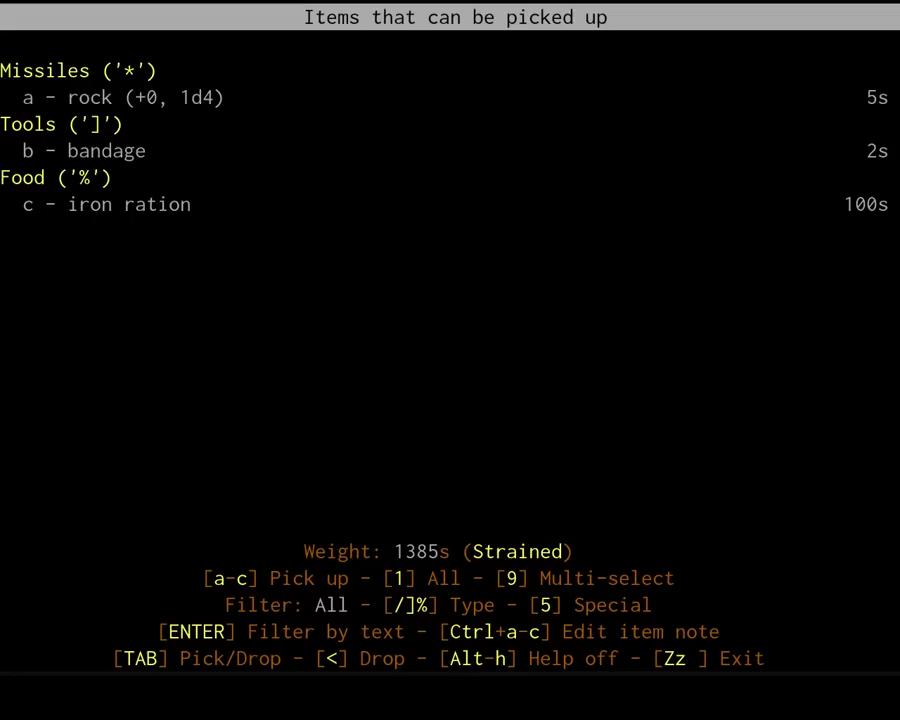 Items that can be picked up
Missiles ('*')
a - rock (+0, 1d4) 5s
Tools (']')
b - bandage 2s
Food ('%')
c - iron ration 100s
Weight: 1385s (Strained)
[a-c] Pick up - [1] All - [9] Multi-select
Filter: All - [/]%] Type - [5] Special
[ENTER] Filter by text - [Ctrl+a-c] Edit item note
[TAB] Pick/Drop - [<] Drop - [Alt-h] Help off - [Zz ] Exit